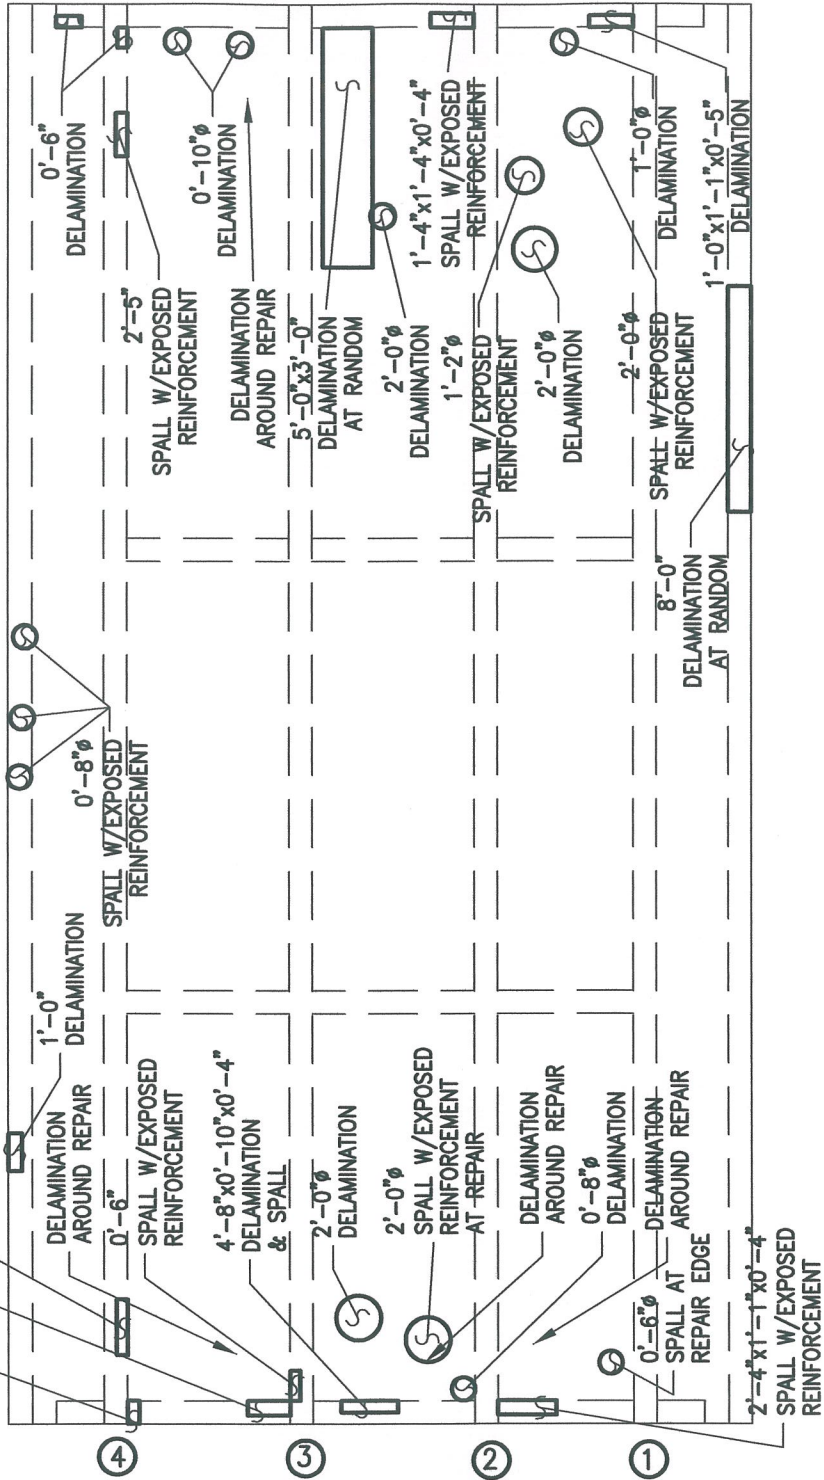 0'-6"
DELAMINATION
2'-5"
SPALL W/EXPOSED
REINFORCEMENT
0'-10"ø
DELAMINATION
DELAMINATION
AROUND REPAIR
5'-0"x3'-0"
DELAMINATION
AT RANDOM
2'-0"ø
DELAMINATION
1'-4"x1'-4"x0'-4"
SPALL W/EXPOSED
REINFORCEMENT
1'-2"ø
SPALL W/EXPOSED
REINFORCEMENT
2'-0"ø
DELAMINATION
1'-0"ø
DELAMINATION
2'-0"ø
SPALL W/EXPOSED
REINFORCEMENT
1'-0"x1'-1"x0'-5"
DELAMINATION
8'-0"
DELAMINATION
AT RANDOM
0'-8"ø
SPALL W/EXPOSED
REINFORCEMENT
1'-0"
DELAMINATION
DELAMINATION
AROUND REPAIR
0'-6"
SPALL W/EXPOSED
REINFORCEMENT
4'-8"x0'-10"x0'-4"
DELAMINATION
& SPALL
2'-0"ø
DELAMINATION
2'-0"ø
SPALL W/EXPOSED
REINFORCEMENT
AT REPAIR
DELAMINATION
AROUND REPAIR
0'-8"ø
DELAMINATION
DELAMINATION
AROUND REPAIR
0'-6"ø
SPALL AT
REPAIR EDGE
2'-4"x1'-1"x0'-4"
SPALL W/EXPOSED
REINFORCEMENT
4
3
2
1